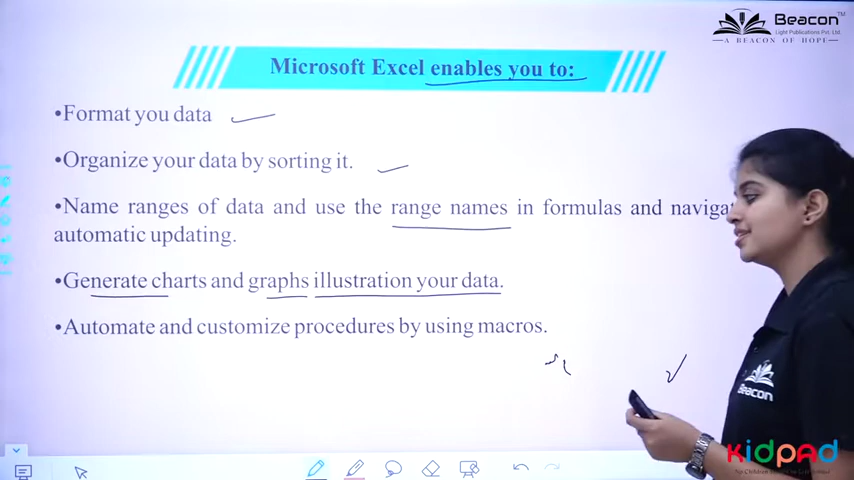 Beacon
TM
Light Publications Pvt. Ltd.
A BEACON OF HOPE
Microsoft Excel enables you to:
•Format you data
•Organize your data by sorting it.
•Name ranges of data and use the range names in formulas and naviga
automatic updating.
•Generate charts and graphs illustration your data.
•Automate and customize procedures by using macros.
Beacon
kidpad